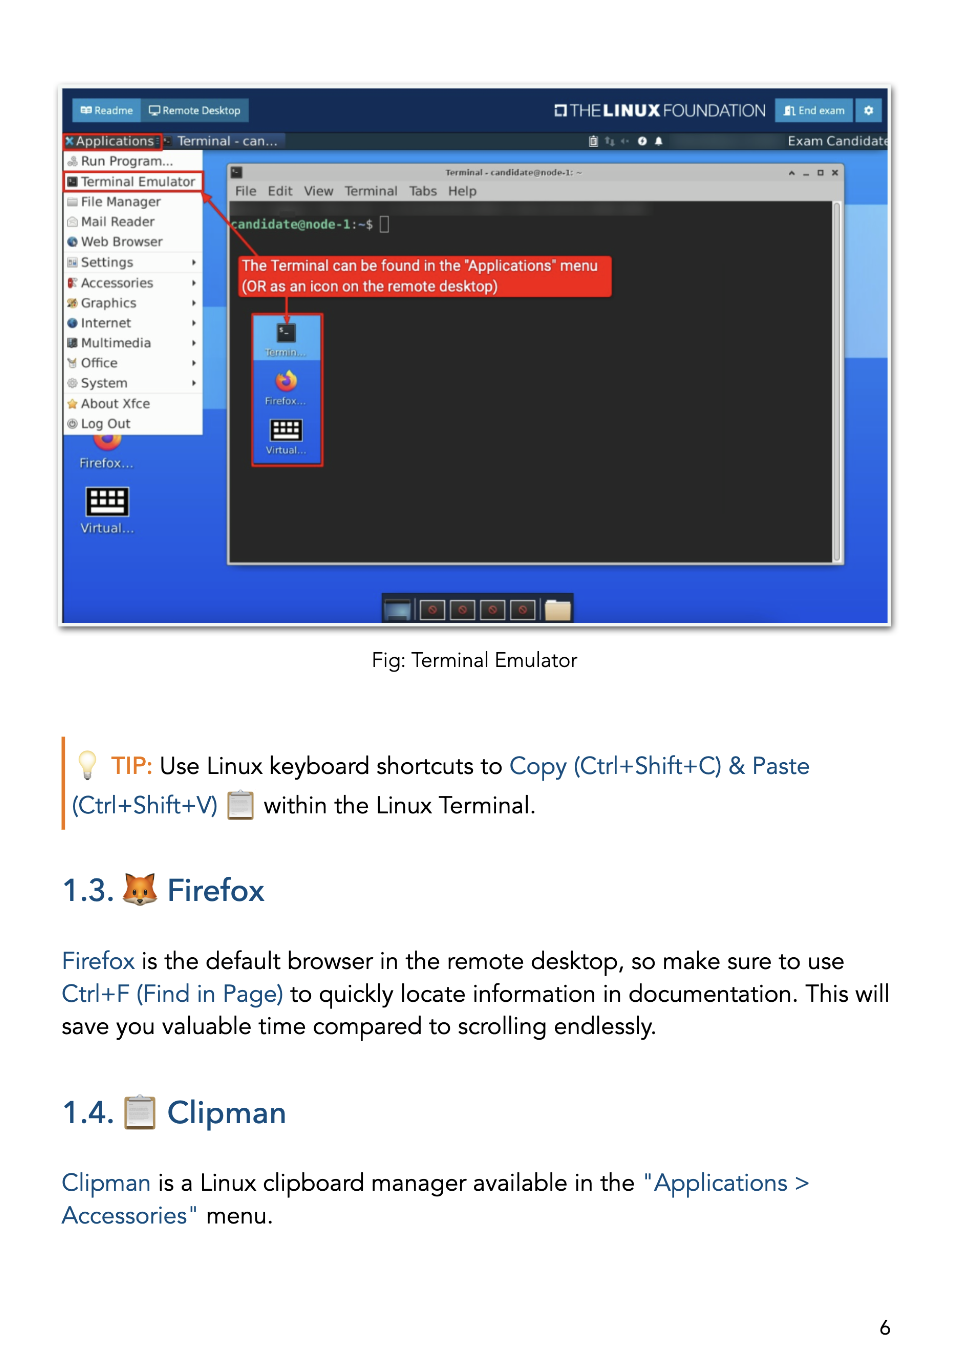 Readme
Remote Desktop
THE LINUX FOUNDATION
End exam
Applications
Terminal - can...
Exam Candidate
Run Program...
Terminal Emulator
File Manager
Mail Reader
Web Browser
Settings
Accessories
Graphics
Internet
Multimedia
Office
System
About Xfce
Log Out
Firefox...
Virtual...
Terminal - candidate@node-1: ~
File Edit View Terminal Tabs Help
candidate@node-1:~$
The Terminal can be found in the "Applications" menu
(OR as an icon on the remote desktop)
Termin...
Firefox...
Virtual...
Fig: Terminal Emulator
TIP: Use Linux keyboard shortcuts to Copy (Ctrl+Shift+C) & Paste
(Ctrl+Shift+V) 📋 within the Linux Terminal.
1.3. 🦊 Firefox
Firefox is the default browser in the remote desktop, so make sure to use
Ctrl+F (Find in Page) to quickly locate information in documentation. This will
save you valuable time compared to scrolling endlessly.
1.4. 📋 Clipman
Clipman is a Linux clipboard manager available in the "Applications >
Accessories" menu.
6